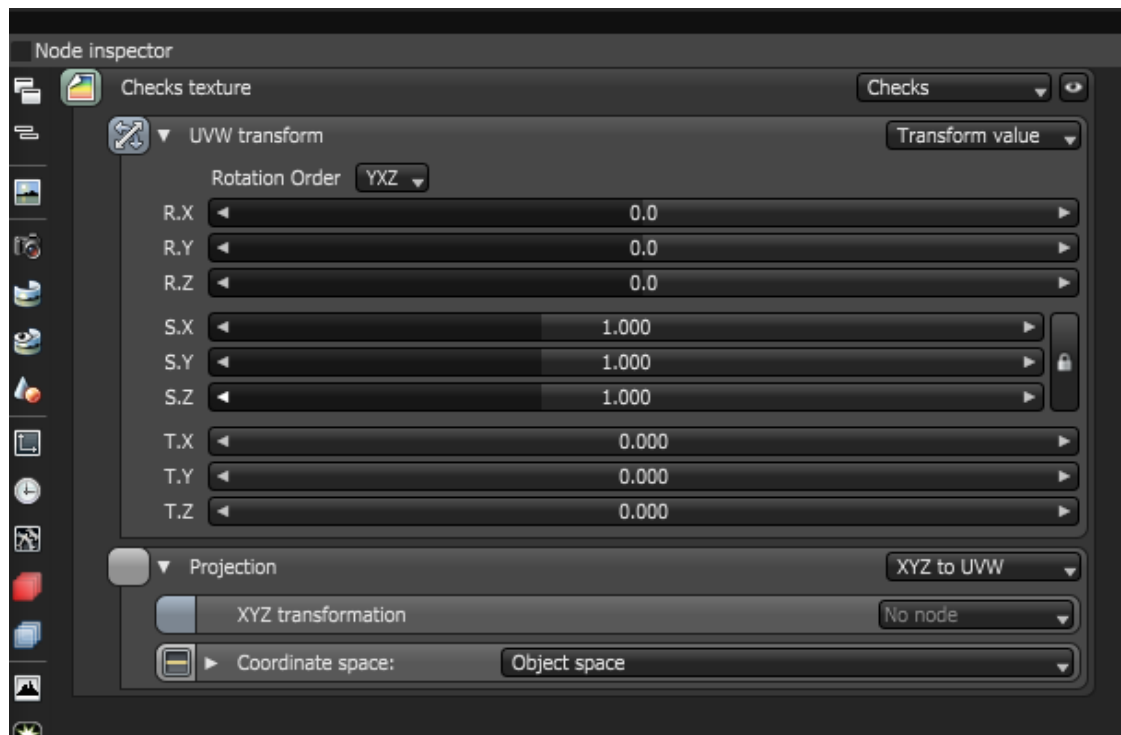 Node inspector
Checks texture Checks
UVW transform Transform value
Rotation Order YXZ
R.X 0.0
R.Y 0.0
R.Z 0.0
S.X 1.000
S.Y 1.000
S.Z 1.000
T.X 0.000
T.Y 0.000
T.Z 0.000
Projection XYZ to UVW
XYZ transformation No node
Coordinate space: Object space